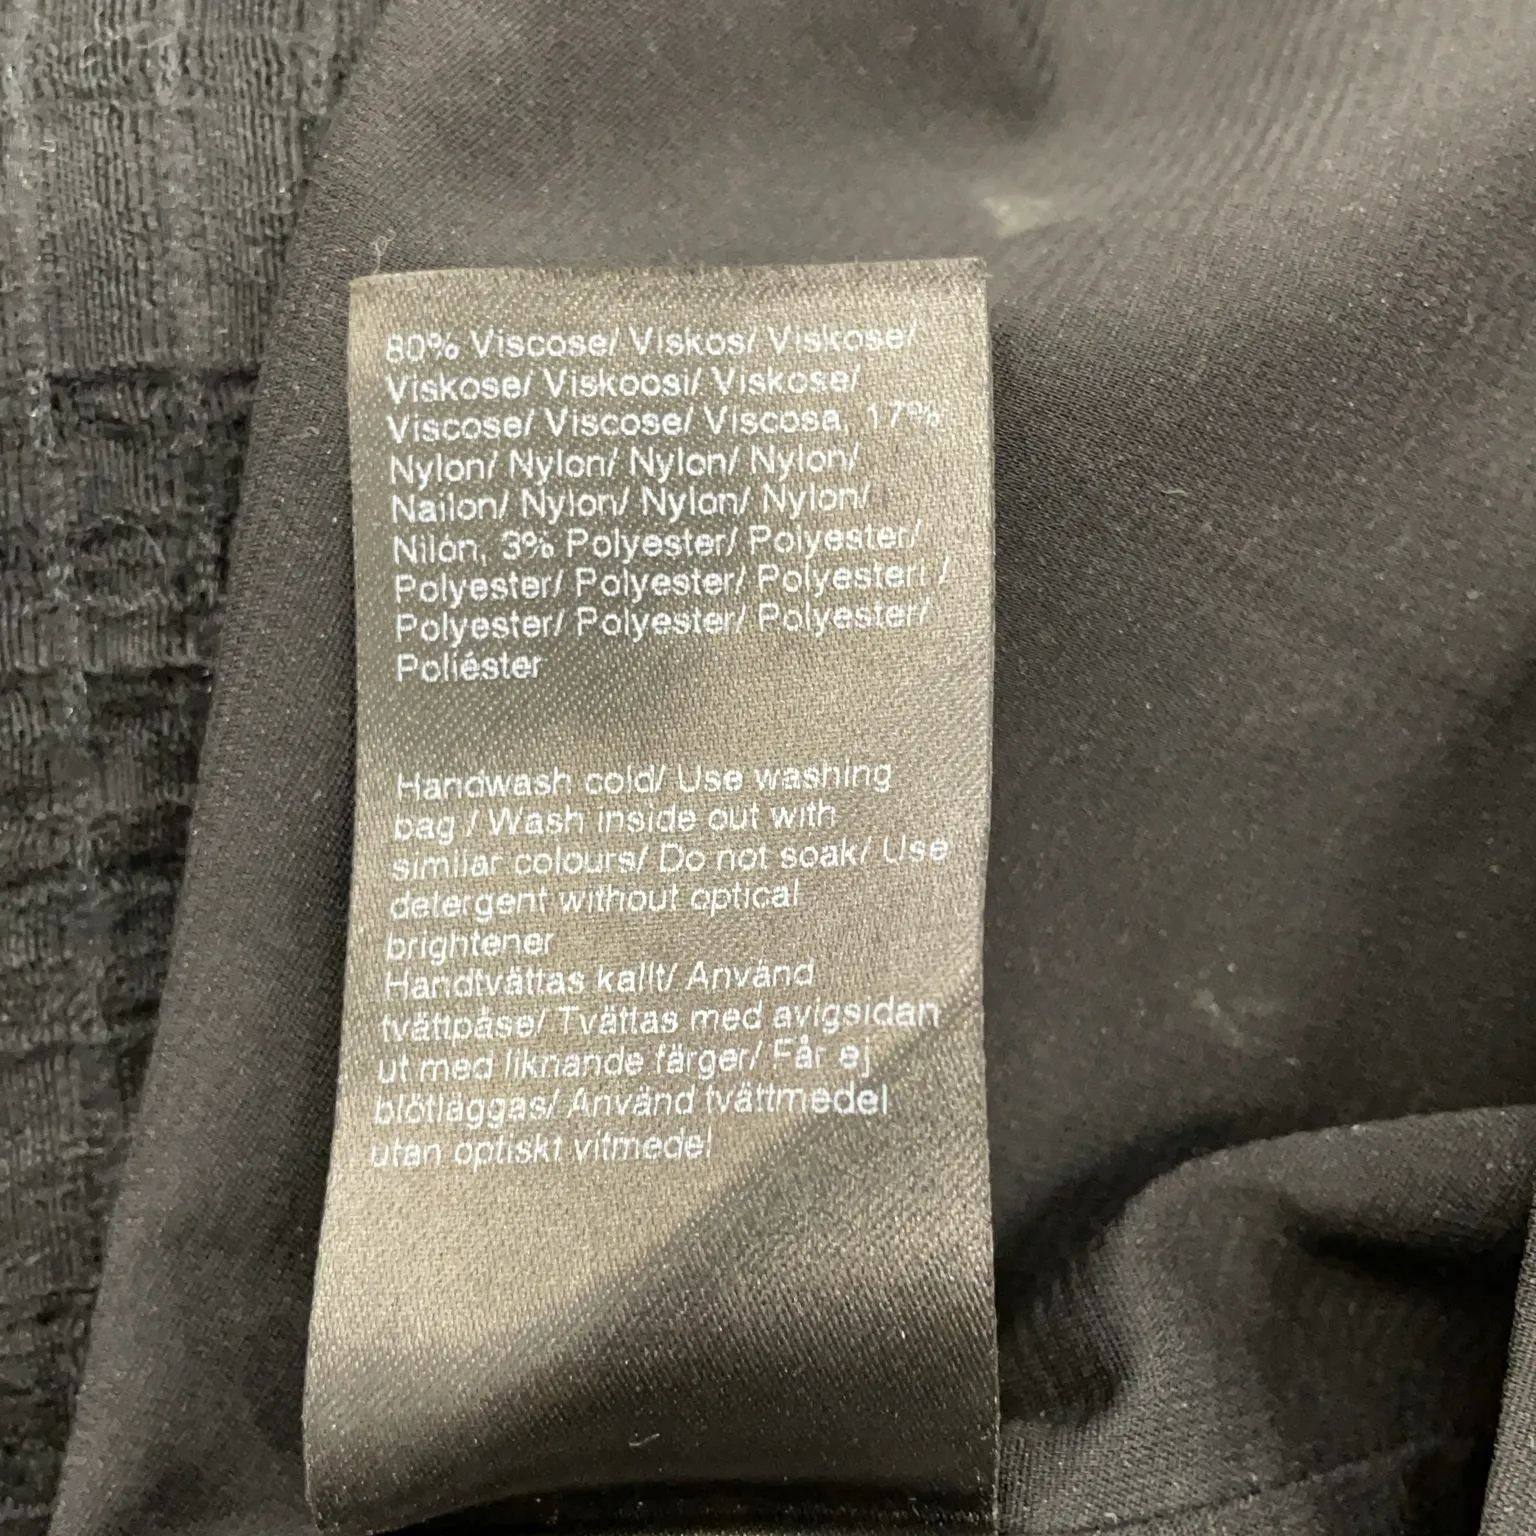 80% Viscose/ Viskos/ Viskose/
Viskose/ Viskoosi/ Viskose/
Viscose/ Viscose/ Viscosa, 17%
Nylon/ Nylon/ Nylon/ Nylon/
Nailon/ Nylon/ Nylon/ Nylon/
Nilón, 3% Polyester/ Polyester/
Polyester/ Polyester/ Polyesteri /
Polyester/ Polyester/ Polyester/
Poliéster
Handwash cold/ Use washing
bag / Wash inside out with
similar colours/ Do not soak/ Use
detergent without optical
brightener
Handtvättas kallt/ Använd
tvättpåse/ Tvättas med avigsidan
ut med liknande färger/ Får ej
blötläggas/ Använd tvättmedel
utan optiskt vitmedel